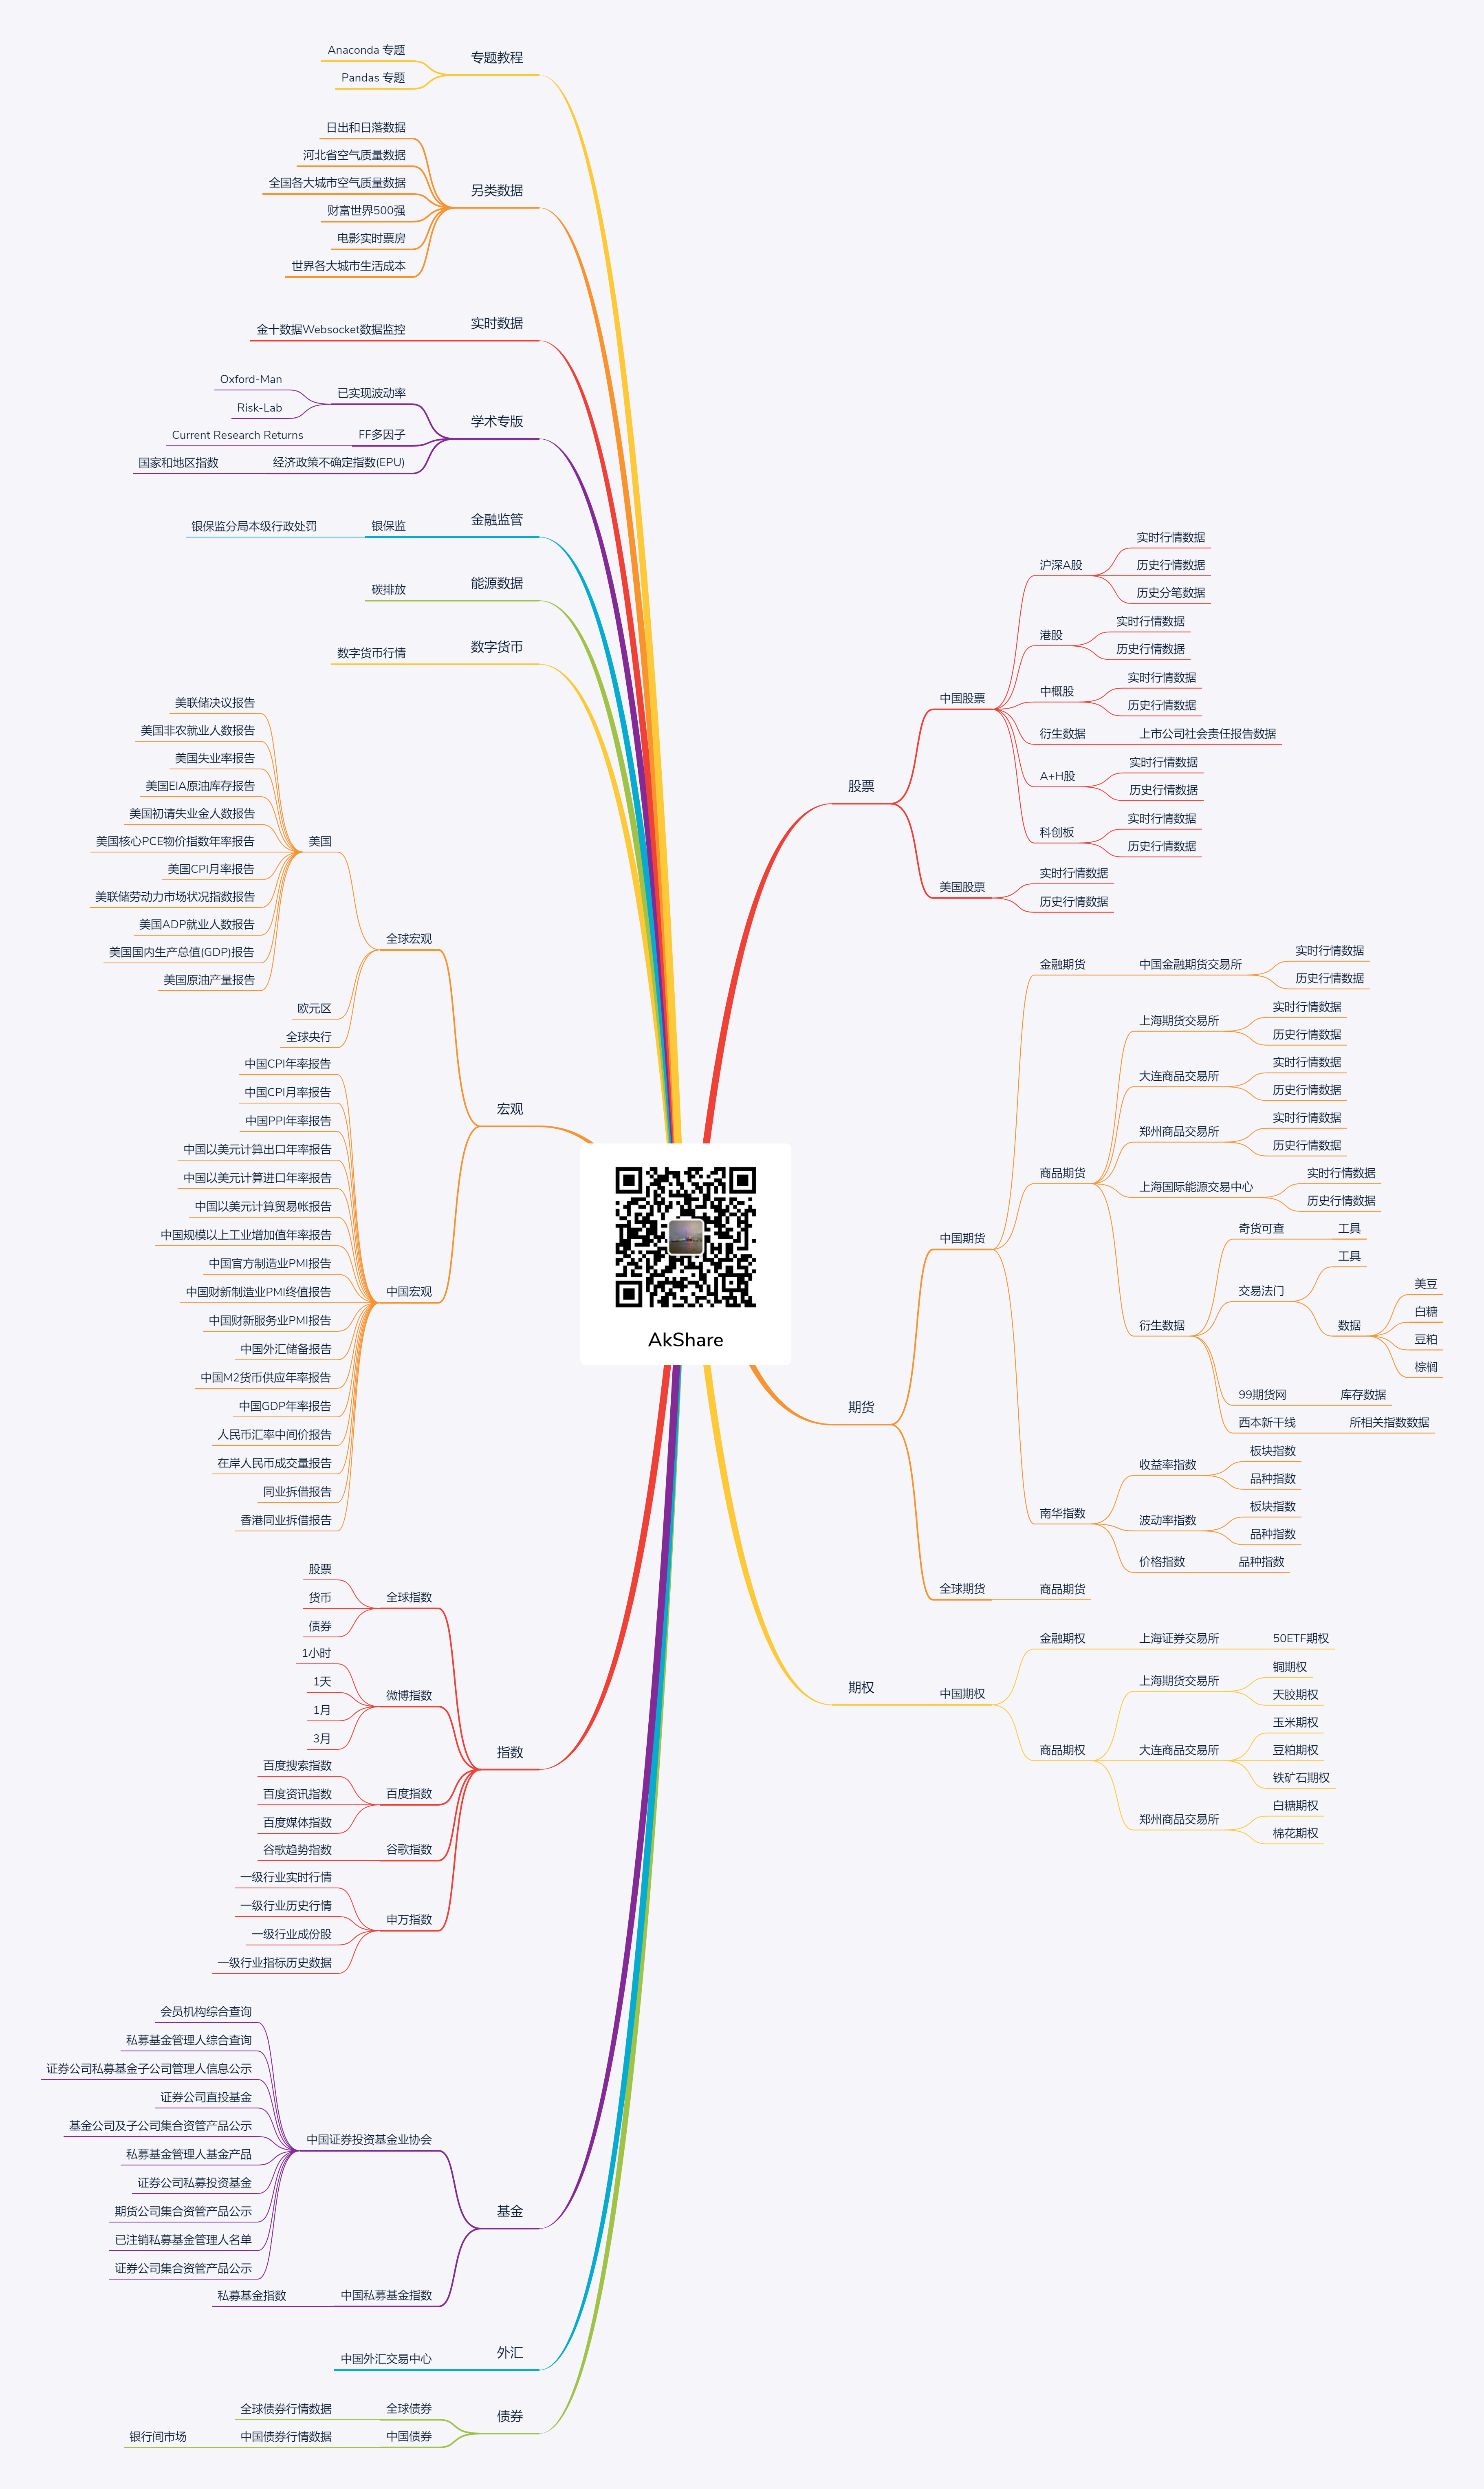 专题教程
Anaconda 专题
Pandas 专题
另类数据
日出和日落数据
河北省空气质量数据
全国各大城市空气质量数据
财富世界500强
电影实时票房
世界各大城市生活成本
实时数据
金十数据Websocket数据监控
学术专版
已实现波动率
Oxford-Man
Risk-Lab
FF多因子
Current Research Returns
经济政策不确定指数(EPU)
国家和地区指数
金融监管
银保监
银保监分局本级行政处罚
能源数据
碳排放
数字货币
数字货币行情
宏观
全球宏观
美国
美联储决议报告
美国非农就业人数报告
美国失业率报告
美国EIA原油库存报告
美国初请失业金人数报告
美国核心PCE物价指数年率报告
美国CPI月率报告
美联储劳动力市场状况指数报告
美国ADP就业人数报告
美国国内生产总值(GDP)报告
美国原油产量报告
欧元区
全球央行
中国宏观
中国CPI年率报告
中国CPI月率报告
中国PPI年率报告
中国以美元计算出口年率报告
中国以美元计算进口年率报告
中国以美元计算贸易帐报告
中国规模以上工业增加值年率报告
中国官方制造业PMI报告
中国财新制造业PMI终值报告
中国财新服务业PMI报告
中国外汇储备报告
中国M2货币供应年率报告
中国GDP年率报告
人民币汇率中间价报告
在岸人民币成交量报告
同业拆借报告
香港同业拆借报告
指数
全球指数
股票
货币
债券
微博指数
1小时
1天
1月
3月
百度指数
百度搜索指数
百度资讯指数
百度媒体指数
谷歌指数
谷歌趋势指数
申万指数
一级行业实时行情
一级行业历史行情
一级行业成份股
一级行业指标历史数据
基金
中国证券投资基金业协会
会员机构综合查询
私募基金管理人综合查询
证券公司私募基金子公司管理人信息公示
证券公司直投基金
基金公司及子公司集合资管产品公示
私募基金管理人基金产品
证券公司私募投资基金
期货公司集合资管产品公示
已注销私募基金管理人名单
证券公司集合资管产品公示
中国私募基金指数
私募基金指数
外汇
中国外汇交易中心
债券
全球债券
全球债券行情数据
中国债券
中国债券行情数据
银行间市场
AkShare
股票
中国股票
沪深A股
实时行情数据
历史行情数据
历史分笔数据
港股
实时行情数据
历史行情数据
中概股
实时行情数据
历史行情数据
衍生数据
上市公司社会责任报告数据
A+H股
实时行情数据
历史行情数据
科创板
实时行情数据
历史行情数据
美国股票
实时行情数据
历史行情数据
期货
中国期货
金融期货
中国金融期货交易所
实时行情数据
历史行情数据
商品期货
上海期货交易所
实时行情数据
历史行情数据
大连商品交易所
实时行情数据
历史行情数据
郑州商品交易所
实时行情数据
历史行情数据
上海国际能源交易中心
实时行情数据
历史行情数据
衍生数据
奇货可查
工具
交易法门
工具
数据
美豆
白糖
豆粕
棕榈
99期货网
库存数据
西本新干线
所相关指数数据
南华指数
收益率指数
板块指数
品种指数
波动率指数
板块指数
品种指数
价格指数
品种指数
全球期货
商品期货
期权
中国期权
金融期权
上海证券交易所
50ETF期权
商品期权
上海期货交易所
铜期权
天胶期权
大连商品交易所
玉米期权
豆粕期权
铁矿石期权
郑州商品交易所
白糖期权
棉花期权